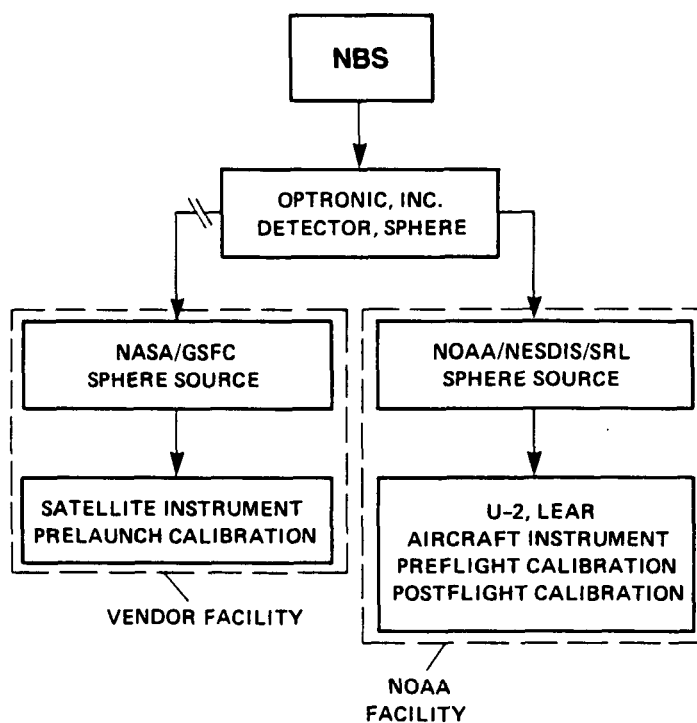 NBS
OPTRONIC, INC.
DETECTOR, SPHERE
NASA/GSFC
SPHERE SOURCE
NOAA/NESDIS/SRL
SPHERE SOURCE
SATELLITE INSTRUMENT
PRELAUNCH CALIBRATION
U-2, LEAR
AIRCRAFT INSTRUMENT
PREFLIGHT CALIBRATION
POSTFLIGHT CALIBRATION
VENDOR FACILITY
NOAA
FACILITY